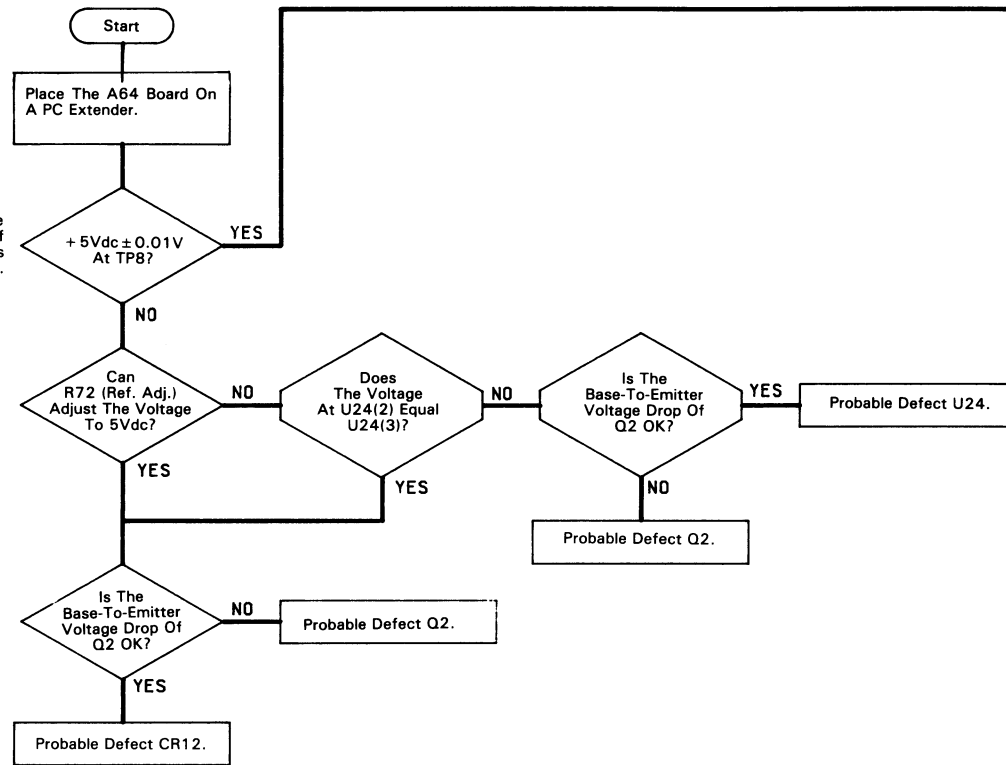 Start
Place The A64 Board On
A PC Extender.
e
f
s
.
+5Vdc±0.01V
At TP8?
YES
NO
Can
R72 (Ref. Adj.)
Adjust The Voltage
To 5Vdc?
NO
YES
Does
The Voltage
At U24(2) Equal
U24(3)?
NO
YES
Is The
Base-To-Emitter
Voltage Drop Of
Q2 OK?
YES
Probable Defect U24.
NO
Probable Defect Q2.
Is The
Base-To-Emitter
Voltage Drop Of
Q2 OK?
NO
Probable Defect Q2.
YES
Probable Defect CR12.